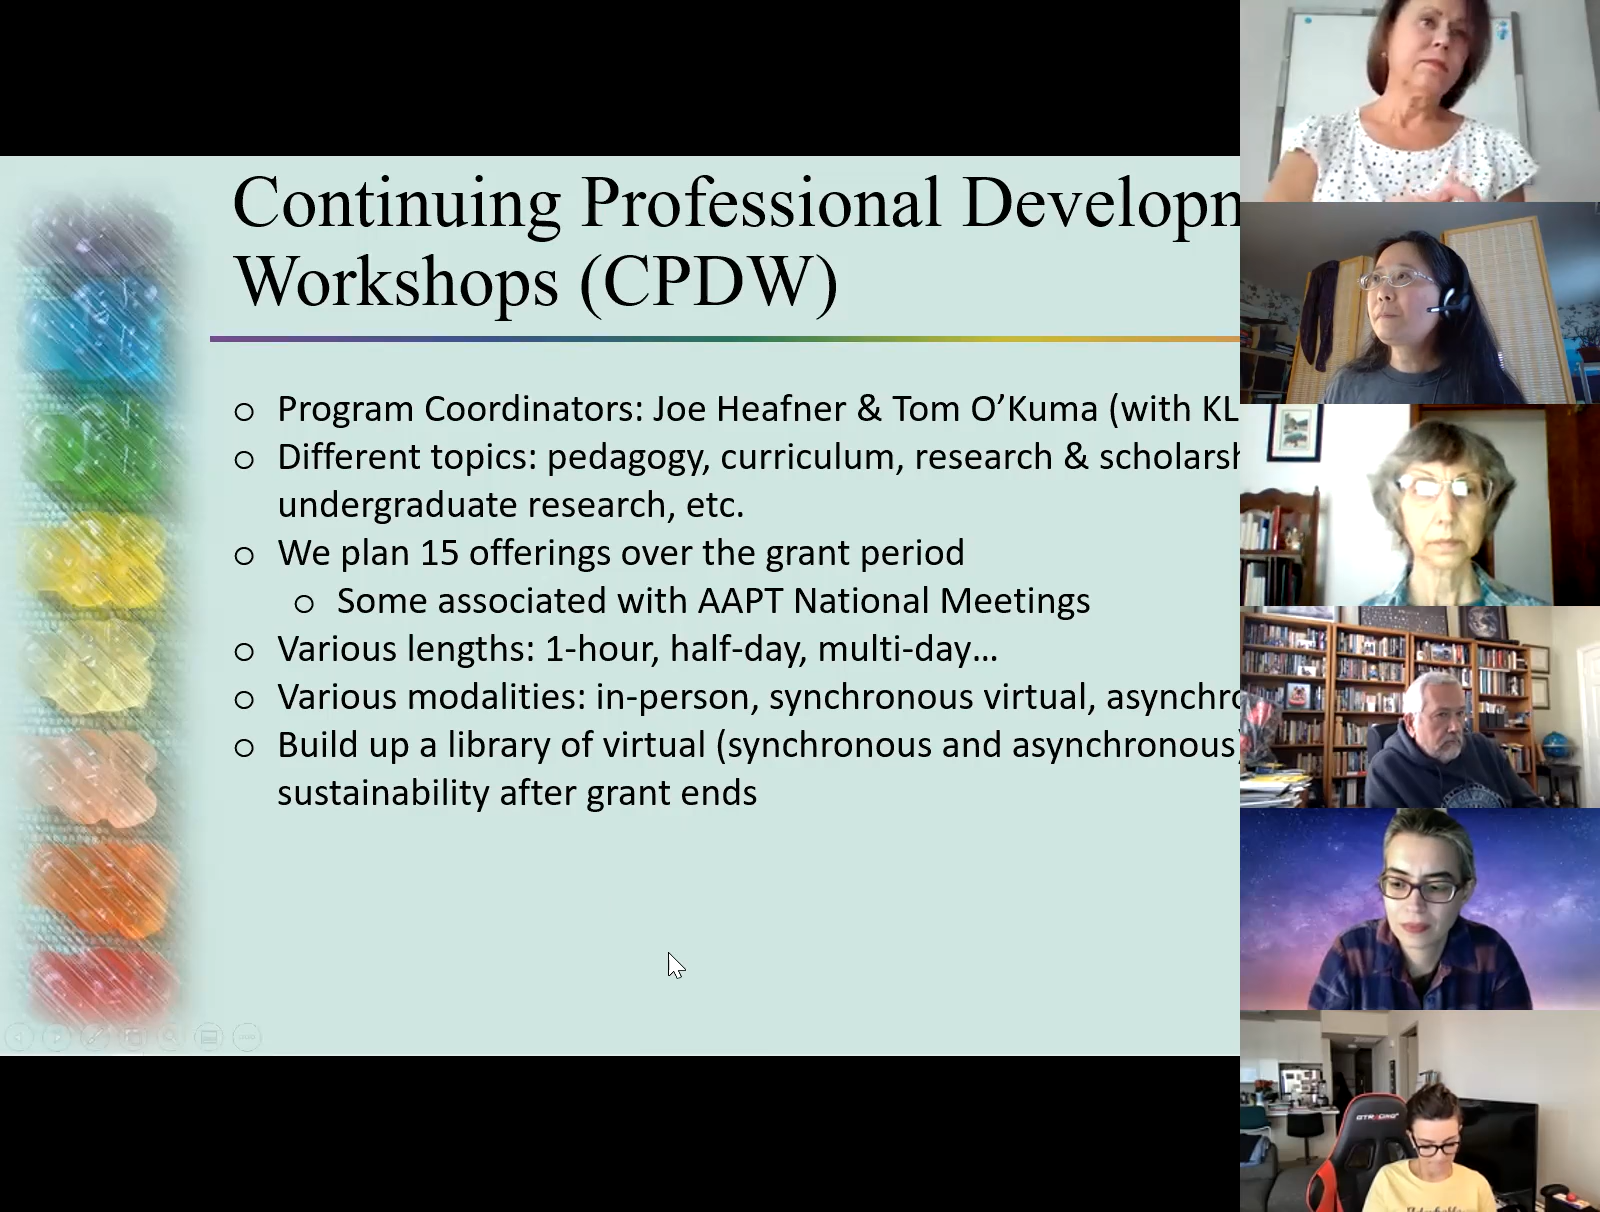 Continuing Professional Developm
Workshops (CPDW)
Program Coordinators: Joe Heafner & Tom O’Kuma (with KL
Different topics: pedagogy, curriculum, research & scholarsh
undergraduate research, etc.
We plan 15 offerings over the grant period
Some associated with AAPT National Meetings
Various lengths: 1-hour, half-day, multi-day…
Various modalities: in-person, synchronous virtual, asynchro
Build up a library of virtual (synchronous and asynchronous)
sustainability after grant ends
GTRACING